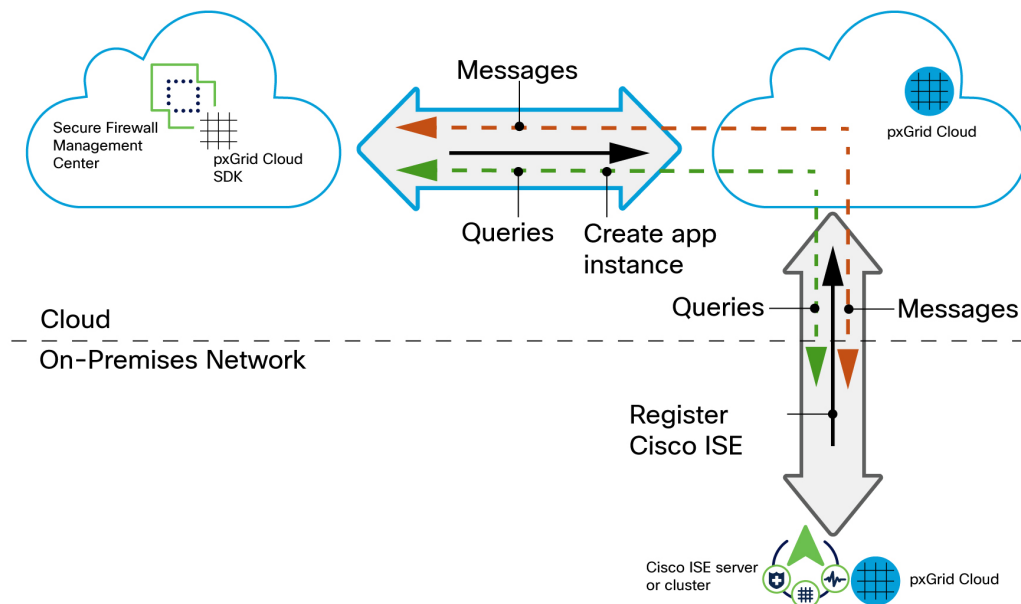 Messages
Secure Firewall
Management
Center
pxGrid Cloud
SDK
pxGrid Cloud
Queries
Create app
instance
Queries
Messages
Cloud
On-Premises Network
Register
Cisco ISE
Cisco ISE server
or cluster
pxGrid Cloud